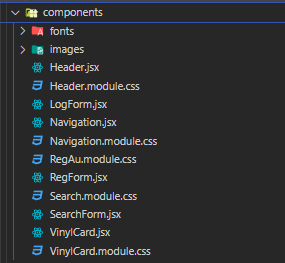 components
fonts
images
Header.jsx
Header.module.css
LogForm.jsx
Navigation.jsx
Navigation.module.css
RegAu.module.css
RegForm.jsx
Search.module.css
SearchForm.jsx
VinylCard.jsx
VinylCard.module.css